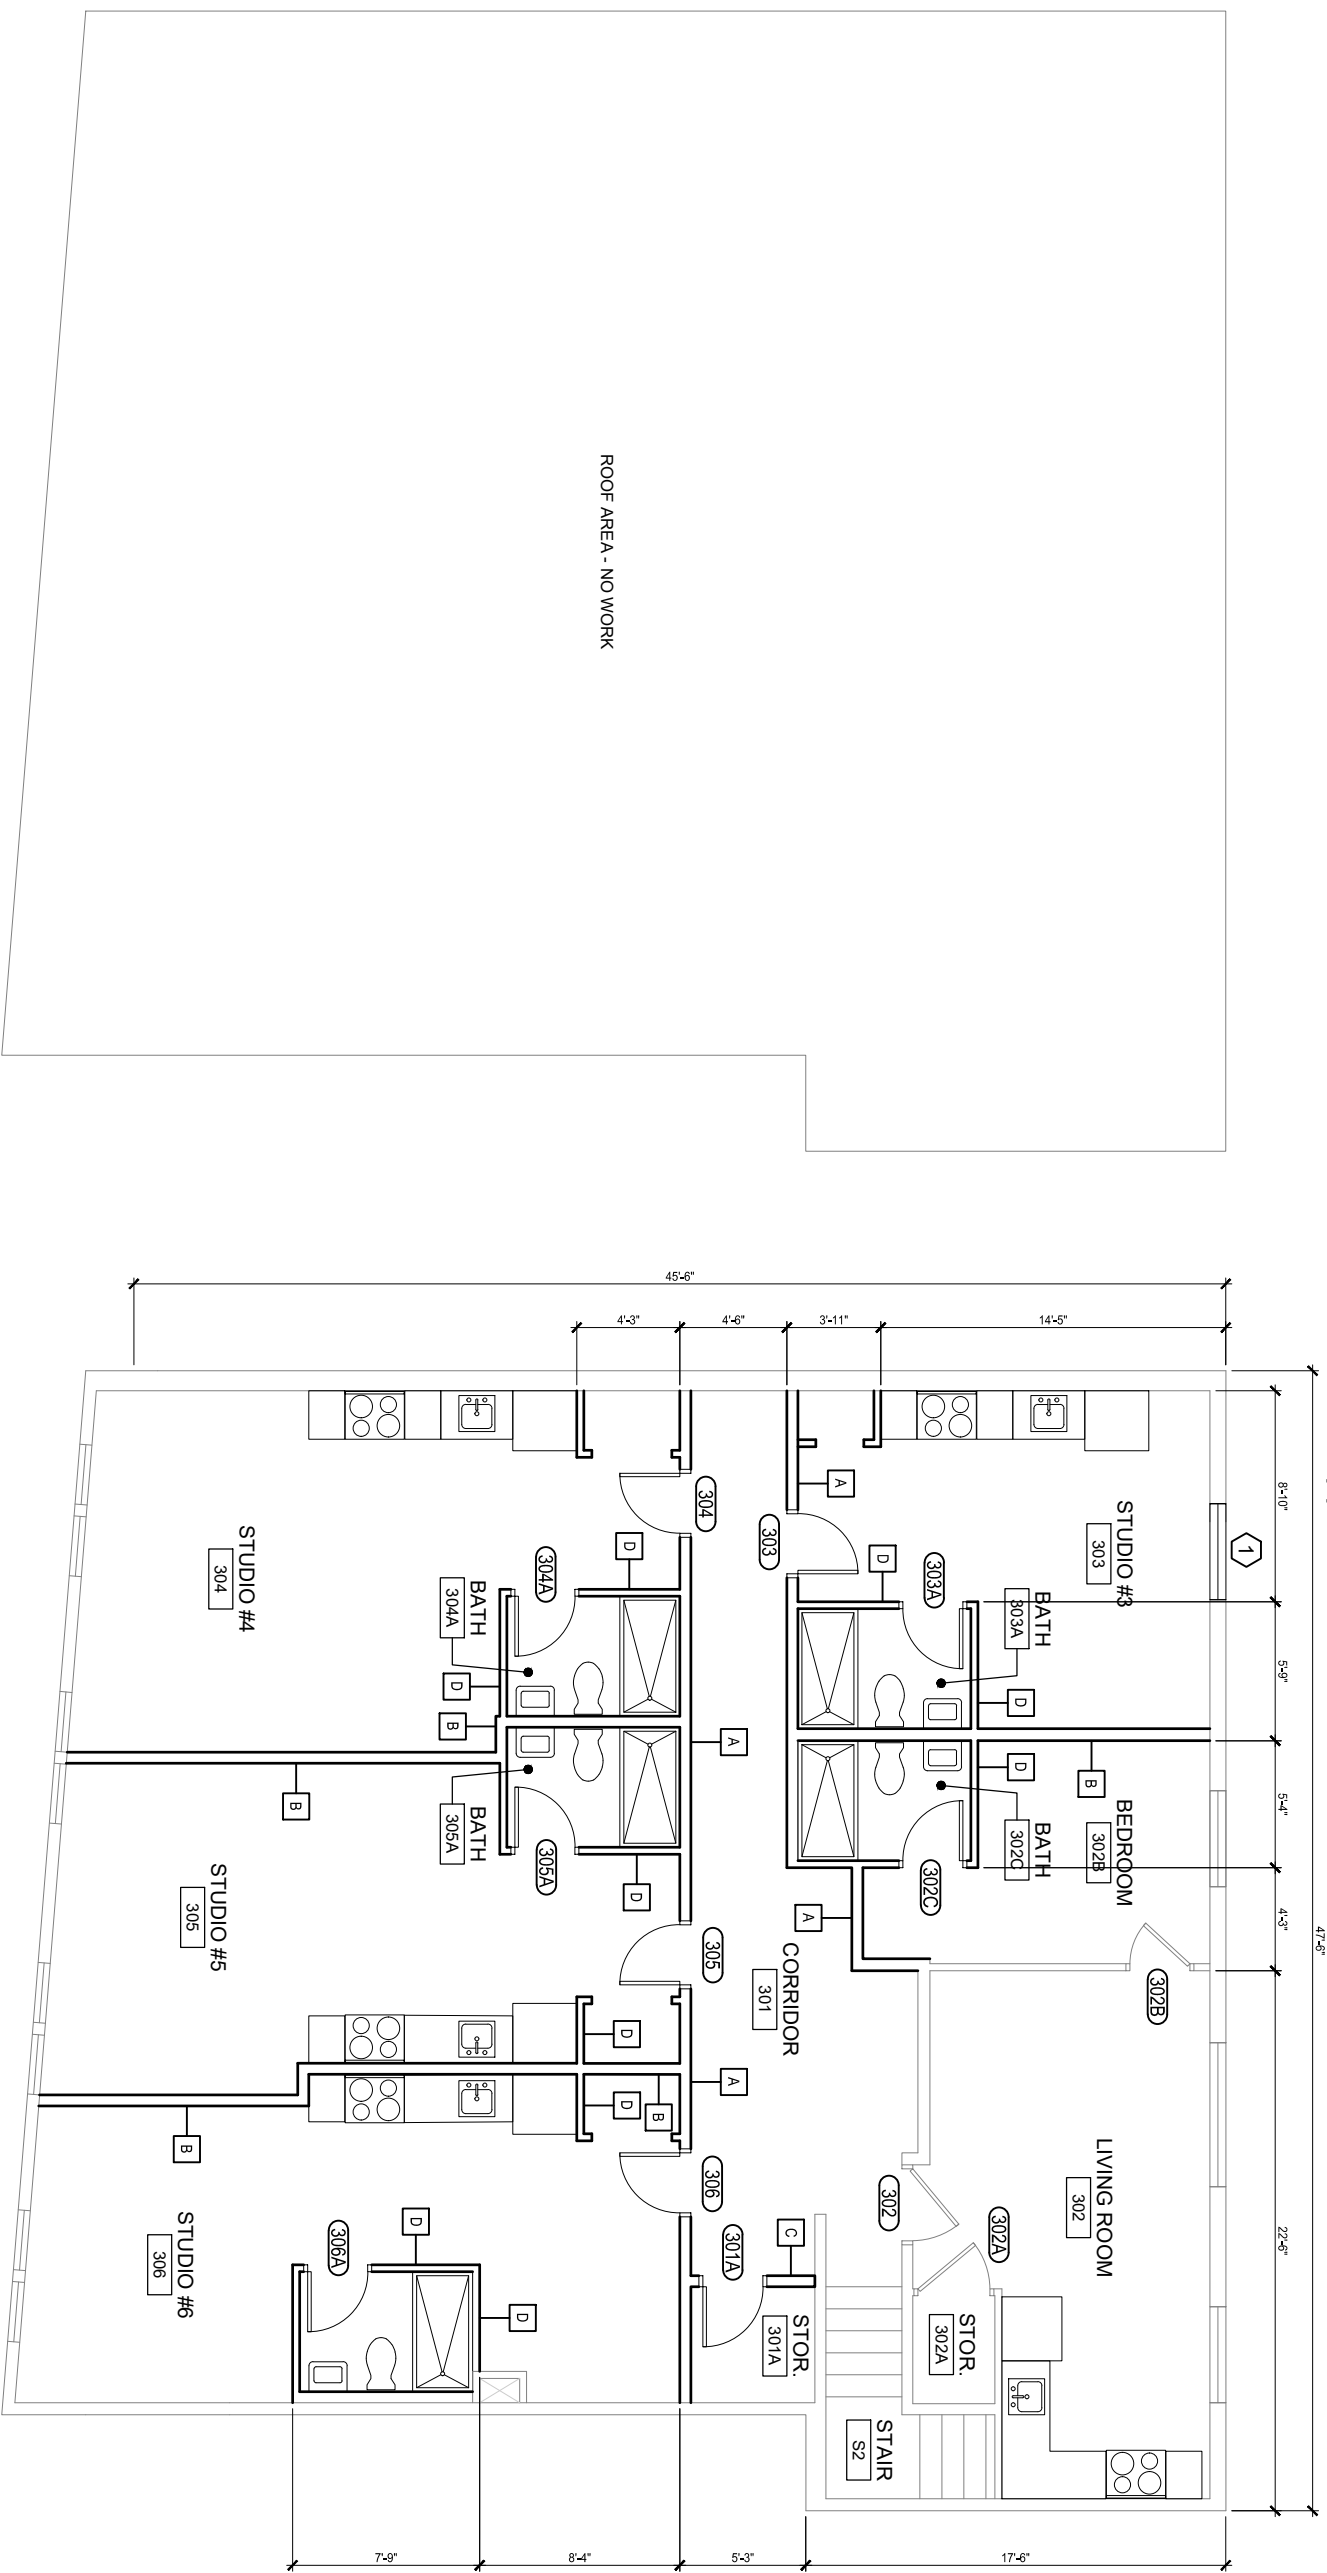 ROOF AREA - NO WORK
47'-6"
8'-10"
5'-9"
5'-4"
4'-3"
22'-6"
1
45'-6"
14'-5"
3'-11"
4'-6"
4'-3"
17'-6"
5'-3"
8'-4"
7'-9"
STUDIO #3
303
BATH
303A
303A
D
D
A
303
BEDROOM
302B
B
BATH
302C
D
302C
302B
LIVING ROOM
302
302A
302
STOR.
302A
STAIR
S2
A
CORRIDOR
301
C
STOR.
301A
301A
304
A
305
A
306
D
304A
BATH
304A
D
B
STUDIO #4
304
BATH
305A
305A
D
B
STUDIO #5
305
D
D
B
B
STUDIO #6
306
306A
D
D